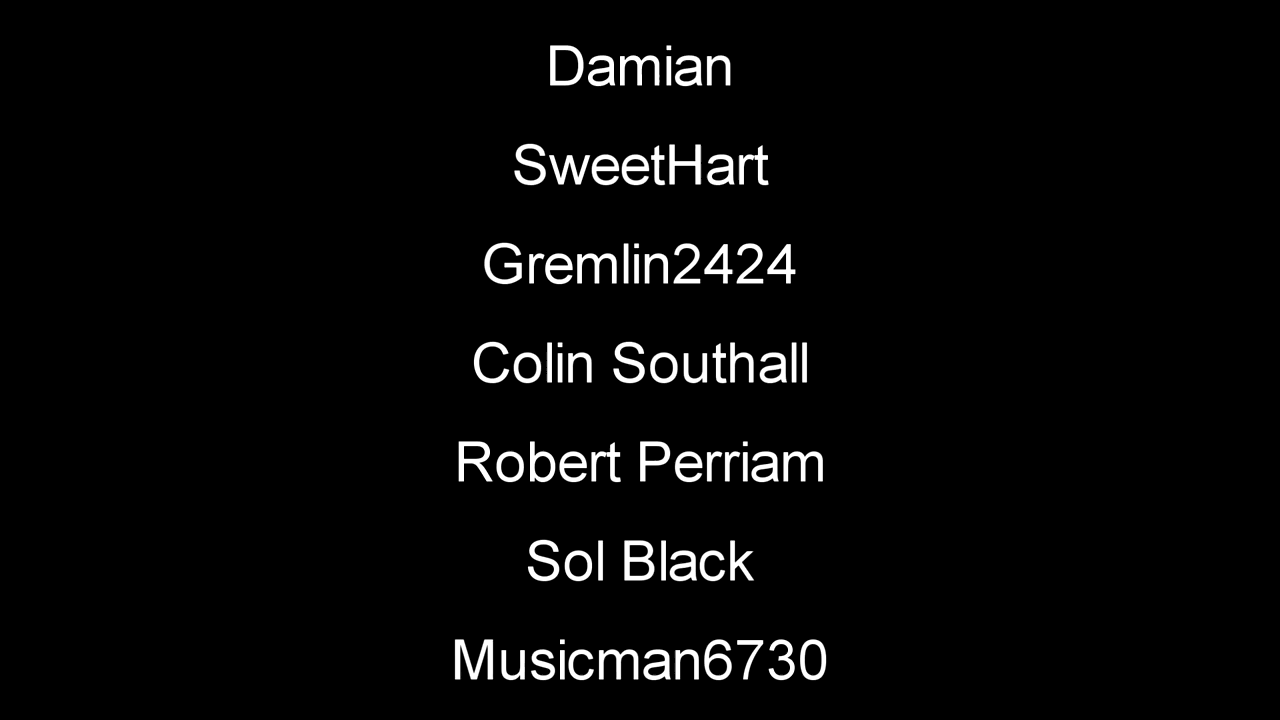 Damian
SweetHart
Gremlin2424
Colin Southall
Robert Perriam
Sol Black
Musicman6730